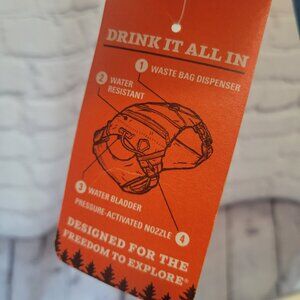 DRINK IT ALL IN
1 WASTE BAG DISPENSER
2 WATER
RESISTANT
3 WATER BLADDER
PRESSURE-ACTIVATED NOZZLE 4
DESIGNED FOR THE
FREEDOM TO EXPLORE®